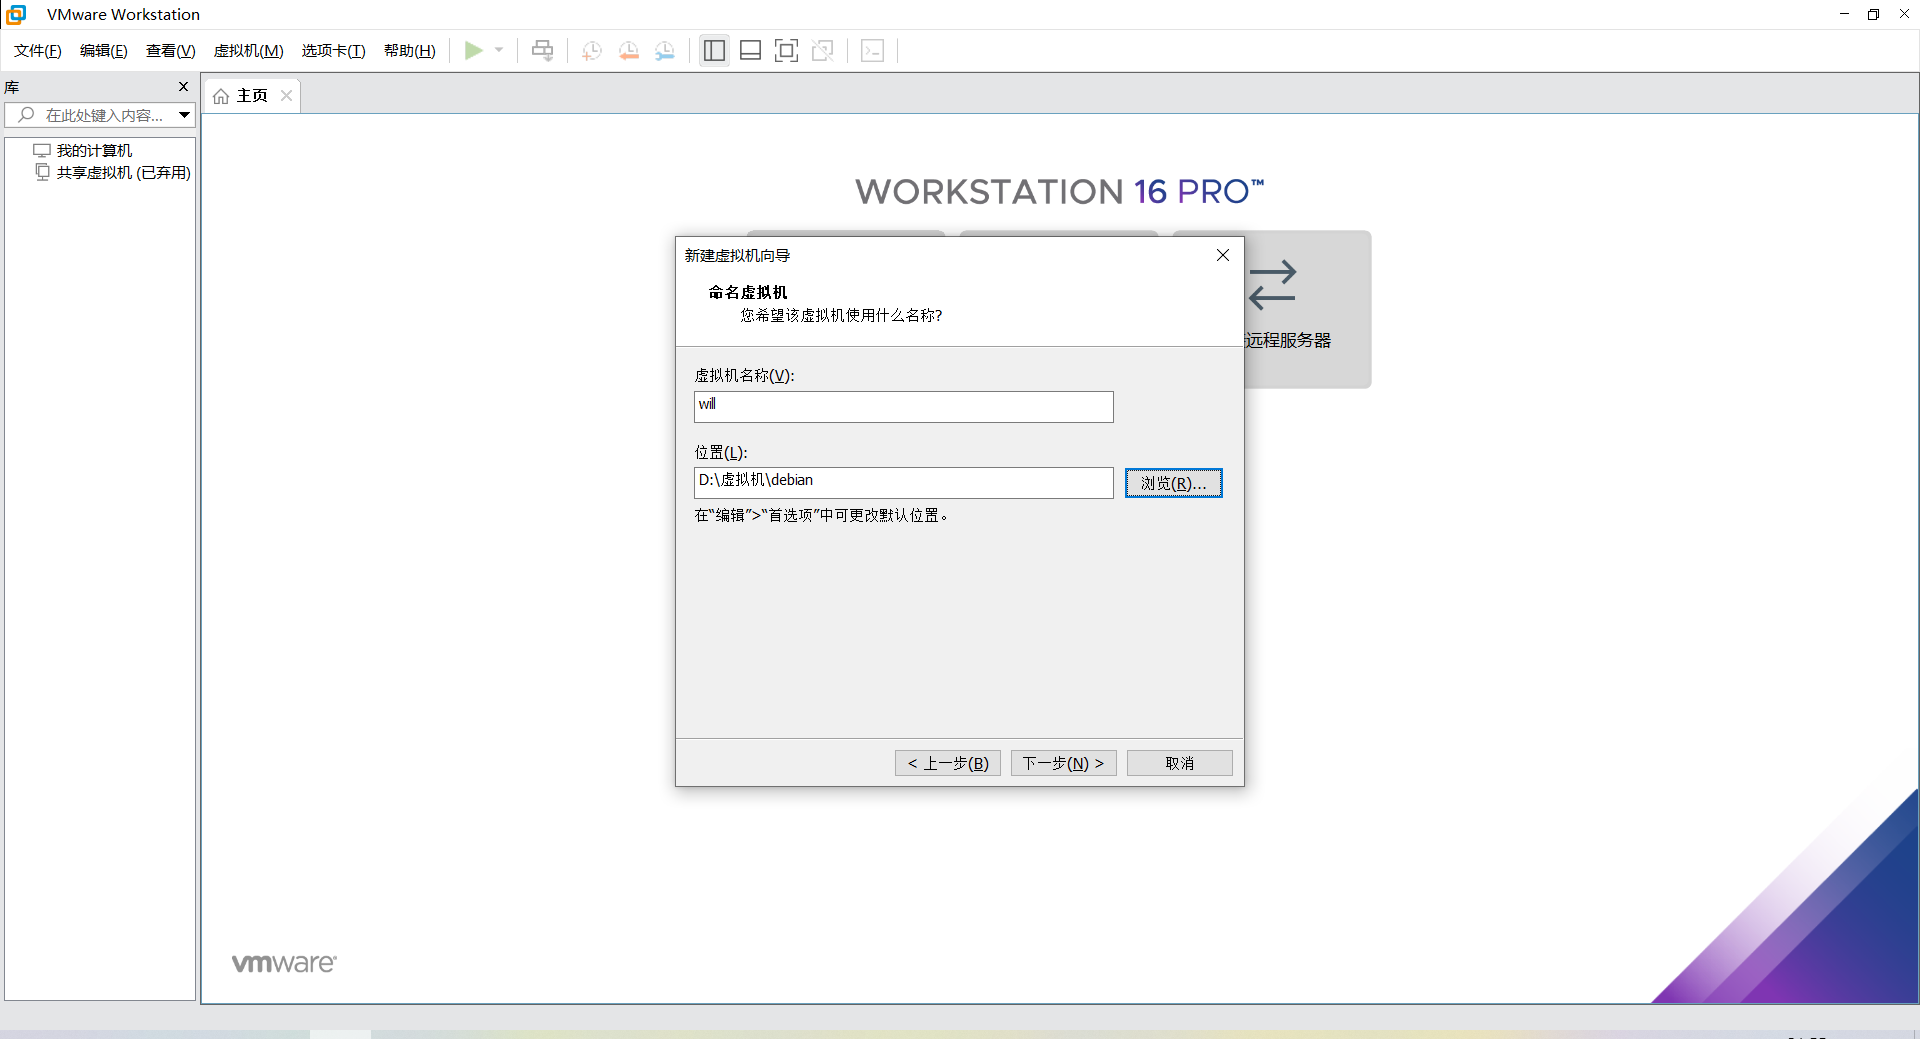 VMware Workstation
文件(F) 编辑(E) 查看(V) 虚拟机(M) 选项卡(T) 帮助(H)
库
在此处键入内容...
我的计算机
共享虚拟机 (已弃用)
主页
WORKSTATION 16 PRO™
远程服务器
新建虚拟机向导
命名虚拟机
您希望该虚拟机使用什么名称?
虚拟机名称(V):
will
位置(L):
D:\虚拟机\debian
浏览(R)...
在“编辑”>“首选项”中可更改默认位置。
< 上一步(B) 下一步(N) > 取消
vmware